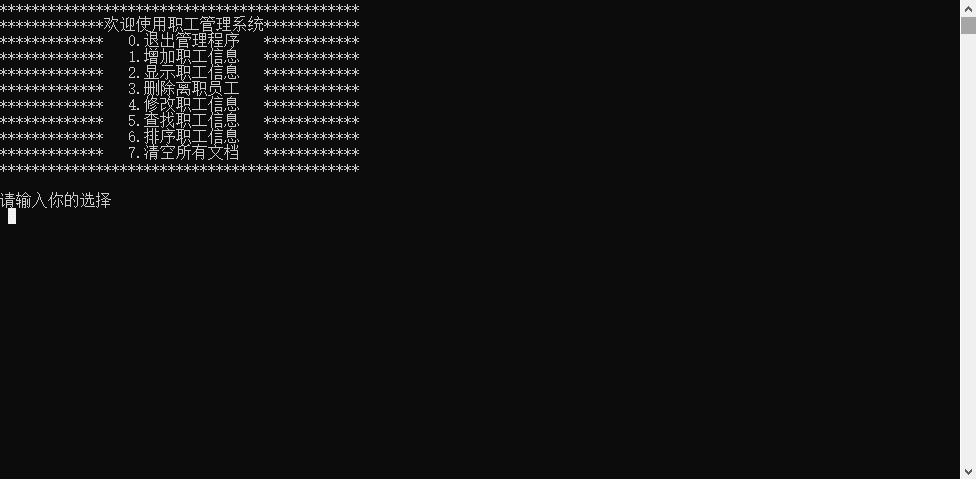 *********************************************
*************欢迎使用职工管理系统************
*************   0.退出管理程序   ************
*************   1.增加职工信息   ************
*************   2.显示职工信息   ************
*************   3.删除离职员工   ************
*************   4.修改职工信息   ************
*************   5.查找职工信息   ************
*************   6.排序职工信息   ************
*************   7.清空所有文档   ************
*********************************************
请输入你的选择